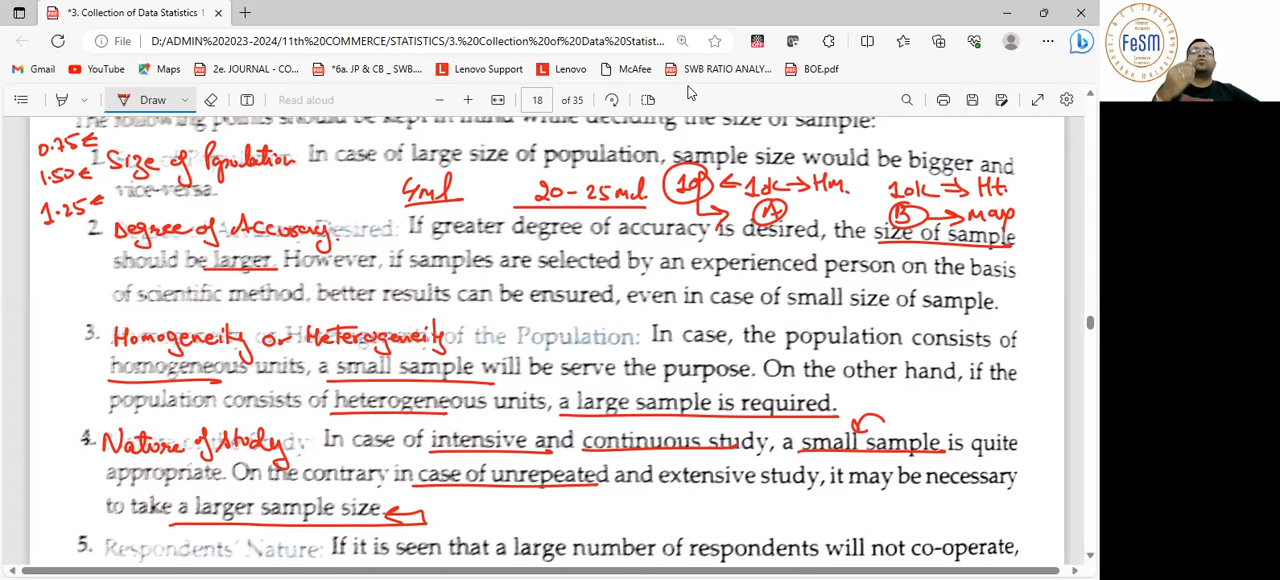 *3. Collection of Data Statistics 1
File
D:/ADMIN%202023-2024/11th%20COMMERCE/STATISTICS/3.%20Collection%20of%20Data%20Statist...
Gmail YouTube Maps 2e. JOURNAL - CO... *6a. JP & CB _ SWB... Lenovo Support Lenovo McAfee SWB RATIO ANALY... BOE.pdf
Draw Read aloud 18 of 35
The following points should be kept in mind while deciding the size of sample:
0.75€
1. Size of Population In case of large size of population, sample size would be bigger and
1.50€
vice-versa. 4ml 20-25ml 10k → Hm. 10k → Ht.
1.25€
A B → map
2. Degree of Accuracy. Desired: If greater degree of accuracy is desired, the size of sample
should be larger. However, if samples are selected by an experienced person on the basis
of scientific method, better results can be ensured, even in case of small size of sample.
3. Homogeneity or Heterogeneity of the Population: In case, the population consists of
homogeneous units, a small sample will be serve the purpose. On the other hand, if the
population consists of heterogeneous units, a large sample is required.
4. Nature of Study In case of intensive and continuous study, a small sample is quite
appropriate. On the contrary in case of unrepeated and extensive study, it may be necessary
to take a larger sample size.
5. Respondents' Nature: If it is seen that a large number of respondents will not co-operate,
FeSM